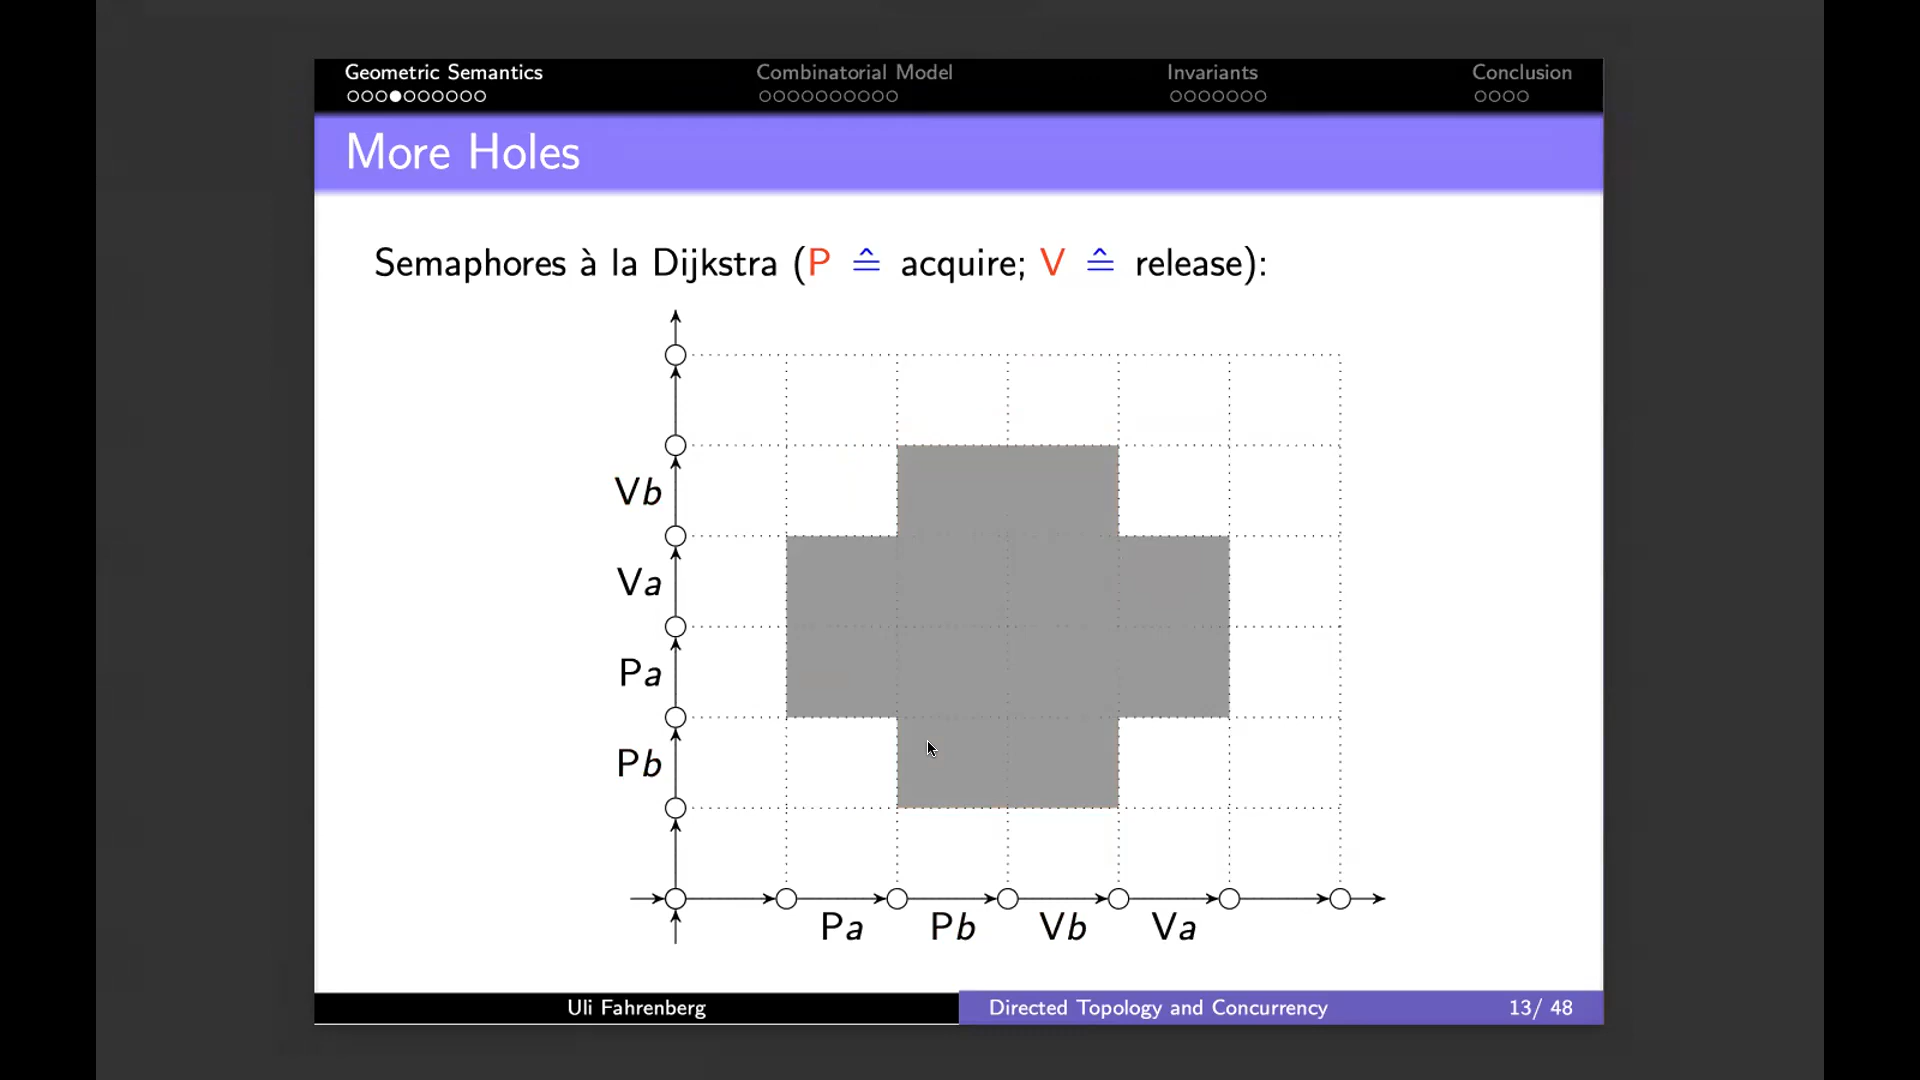 Geometric Semantics Combinatorial Model Invariants Conclusion
More Holes
Semaphores à la Dijkstra (P ≙ acquire; V ≙ release):
Vb
Va
Pa
Pb
Pa Pb Vb Va
Uli Fahrenberg Directed Topology and Concurrency 13/ 48